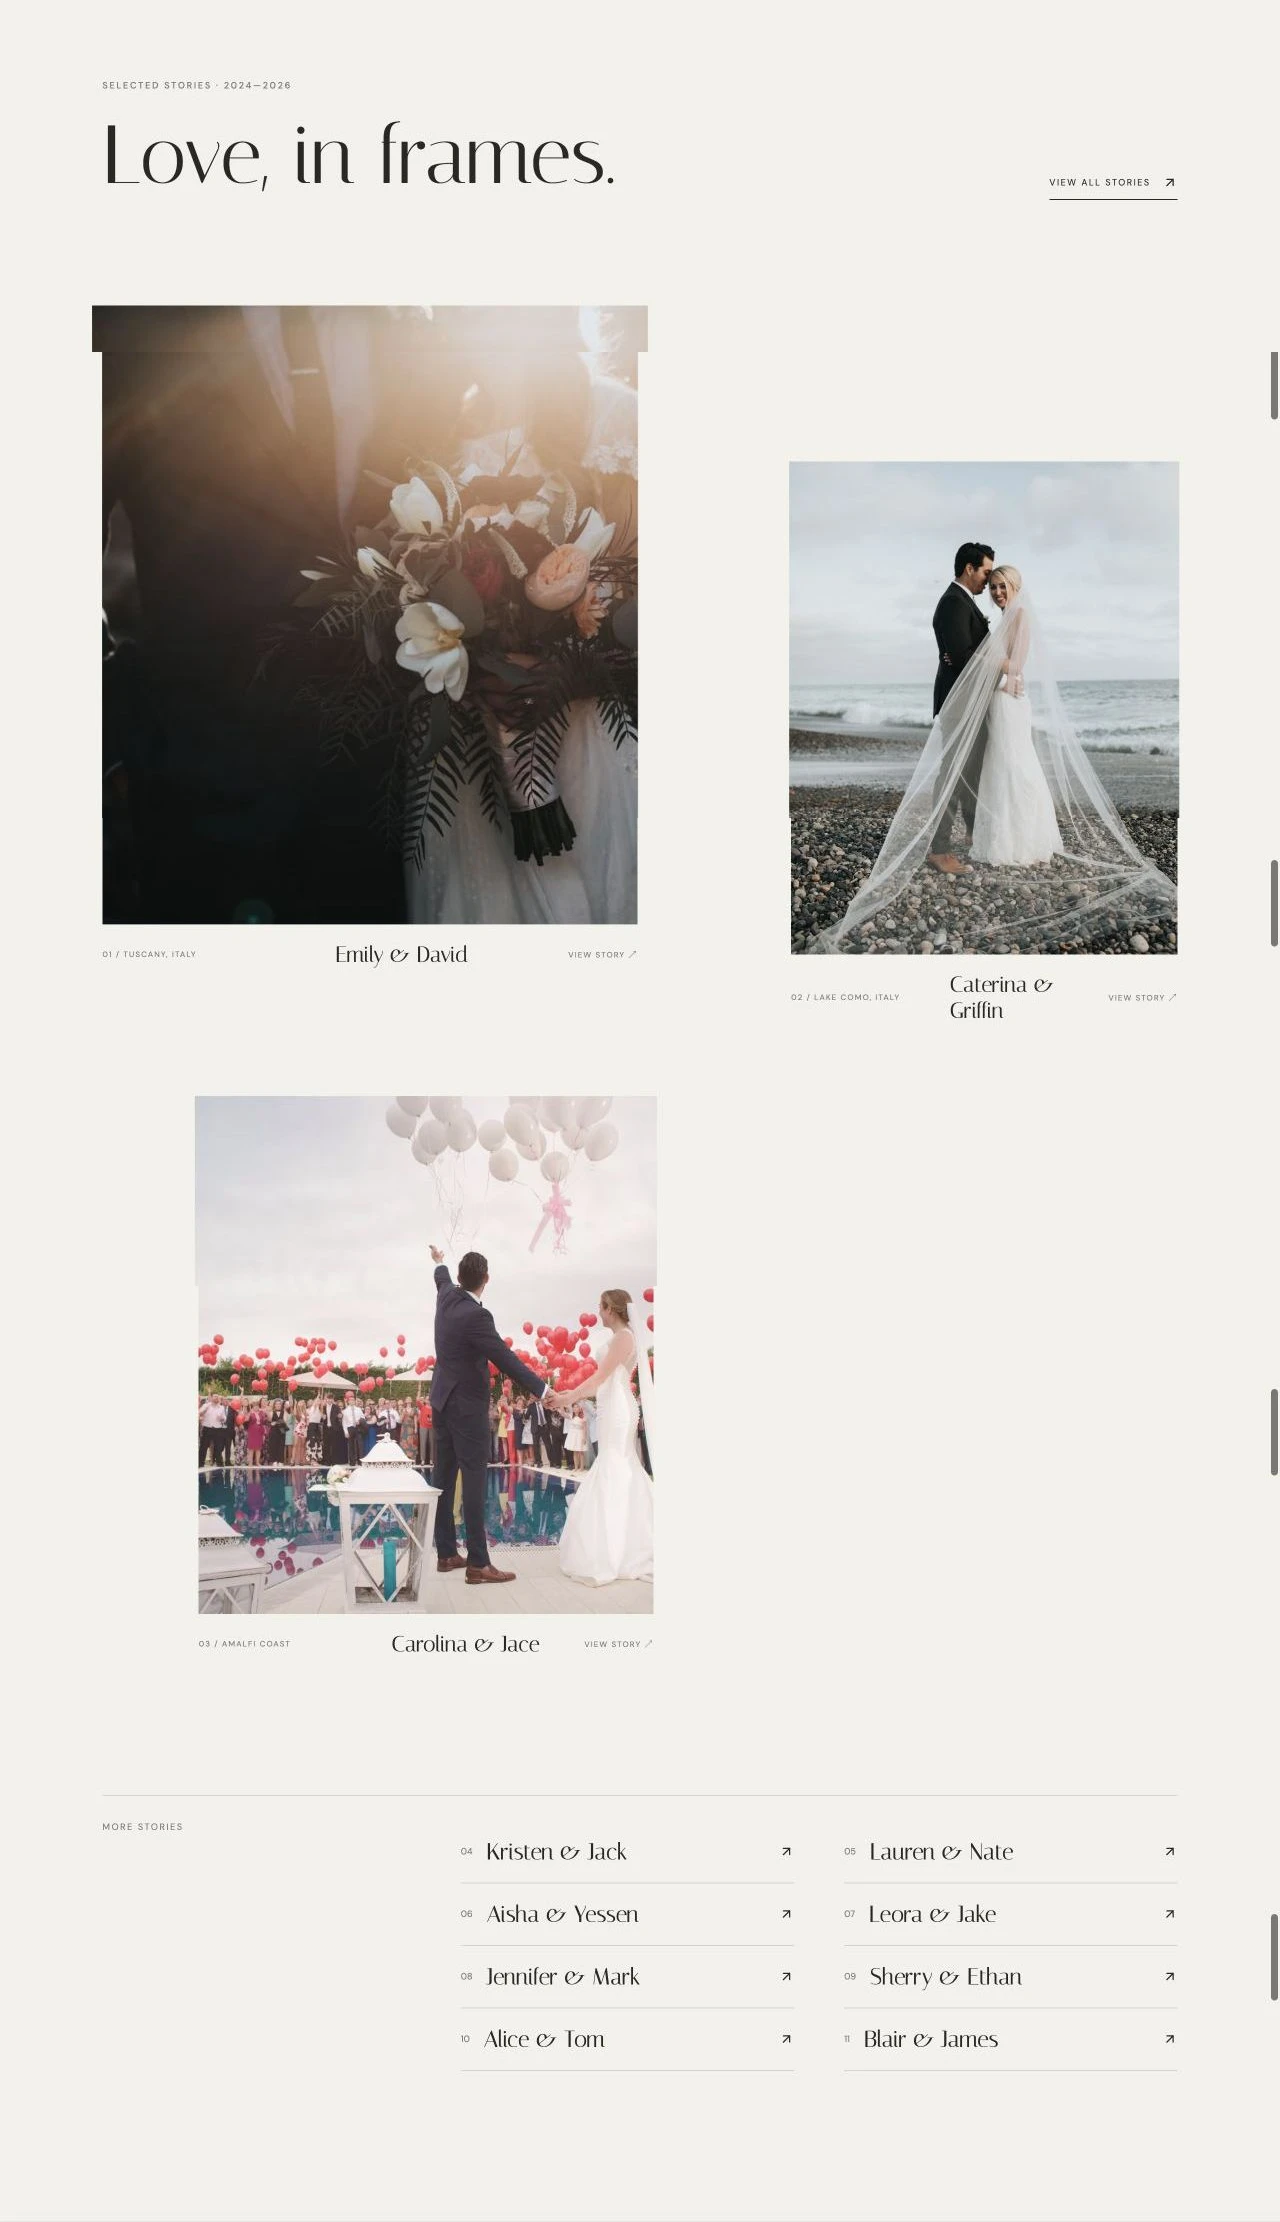 SELECTED STORIES · 2024—2026
Love, in frames.
VIEW ALL STORIES
01 / TUSCANY, ITALY
Emily & David
VIEW STORY ↗
02 / LAKE COMO, ITALY
Caterina &
Griffin
VIEW STORY ↗
03 / AMALFI COAST
Carolina & Jace
VIEW STORY ↗
MORE STORIES
04 Kristen & Jack
05 Lauren & Nate
06 Aisha & Yessen
07 Leora & Jake
08 Jennifer & Mark
09 Sherry & Ethan
10 Alice & Tom
11 Blair & James